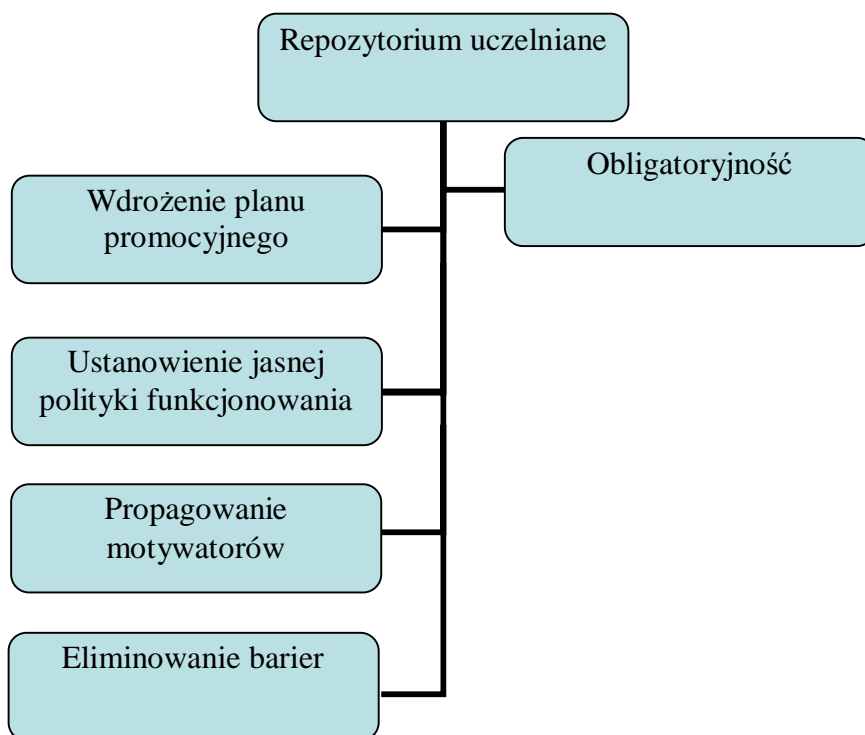 Repozytorium uczelniane
Obligatoryjność
Wdrożenie planu
promocyjnego
Ustanowienie jasnej
polityki funkcjonowania
Propagowanie
motywatorów
Eliminowanie barier